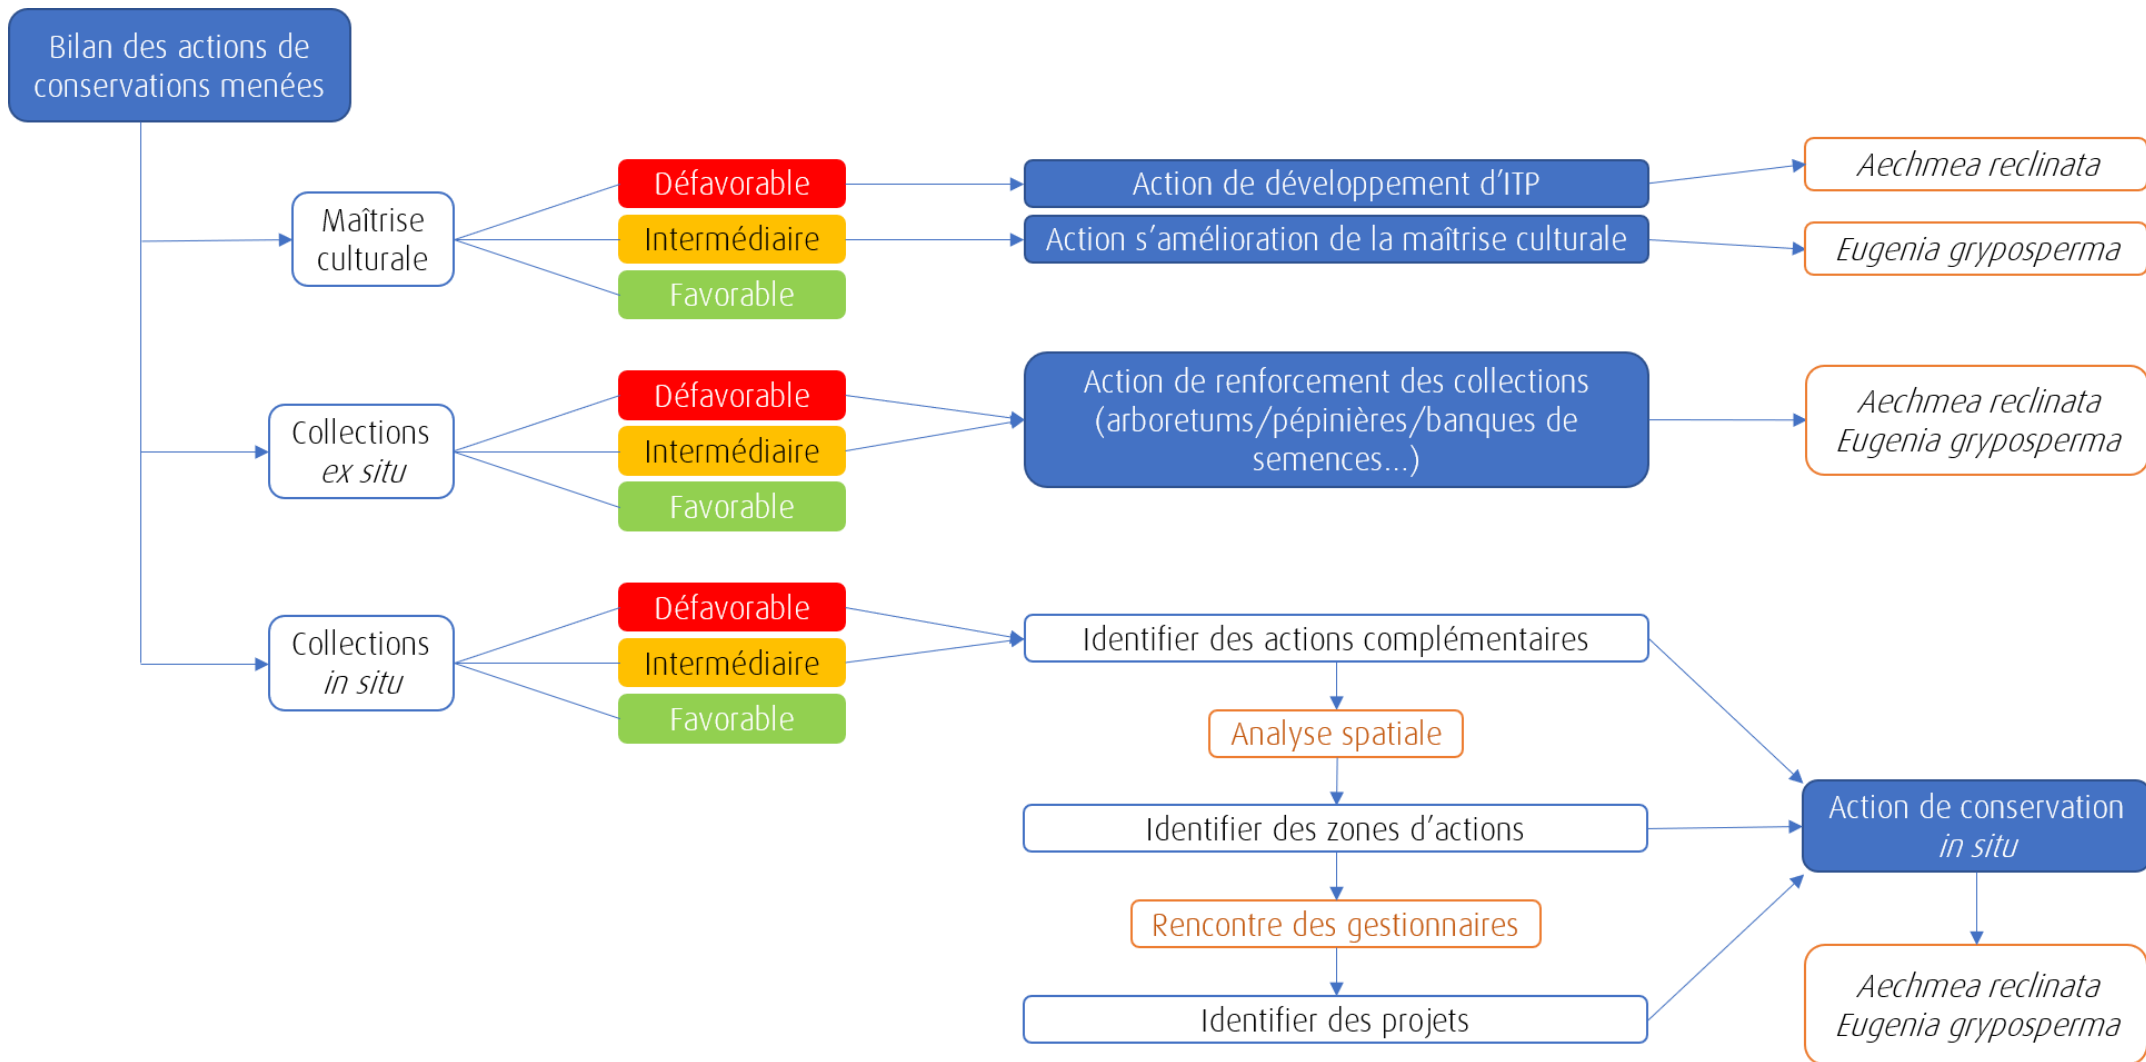 Bilan des actions de
conservations menées
Maîtrise
culturale
Défavorable
Intermédiaire
Favorable
Action de développement d’ITP
Action s’amélioration de la maîtrise culturale
Aechmea reclinata
Eugenia gryposperma
Collections
ex situ
Défavorable
Intermédiaire
Favorable
Action de renforcement des collections
(arboretums/pépinières/banques de
semences...)
Aechmea reclinata
Eugenia gryposperma
Collections
in situ
Défavorable
Intermédiaire
Favorable
Identifier des actions complémentaires
Analyse spatiale
Identifier des zones d’actions
Rencontre des gestionnaires
Identifier des projets
Action de conservation
in situ
Aechmea reclinata
Eugenia gryposperma